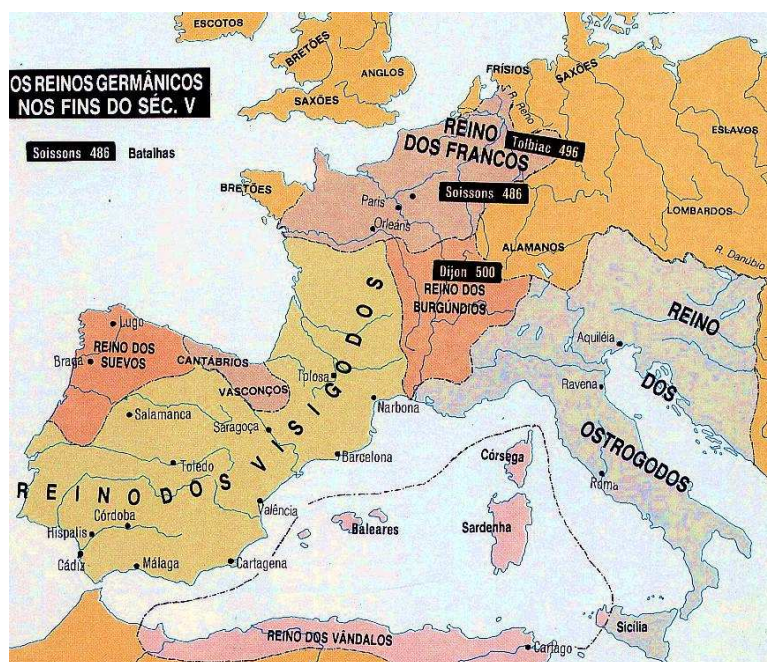 ESCOTOS
BRETÕES
ANGLOS
SAXÕES
FRÍSIOS
SAXÕES
R. Reno
ESLAVOS
OS REINOS GERMÂNICOS
NOS FINS DO SÉC. V
Soissons 486 Batalhas
REINO
DOS FRANCOS
Tolbiac 496
BRETÕES
Paris
Soissons 486
Orleãns
LOMBARDOS
ALAMANOS
R. Danúbio
Dijon 500
REINO DOS
BURGÚNDIOS
REINO
DOS
OSTROGODOS
Aquiléia
Ravena
Roma
Lugo
REINO DOS
SUEVOS
Braga
CANTÁBRIOS
VASCONÇOS
Tolosa
Narbona
Salamanca
Saragoça
Barcelona
Toledo
REINO DOS VISIGODOS
Valência
Córdoba
Hispalis
Cádiz
Málaga
Cartagena
Córsega
Baleares
Sardenha
REINO DOS VÂNDALOS
Cartago
Sicília